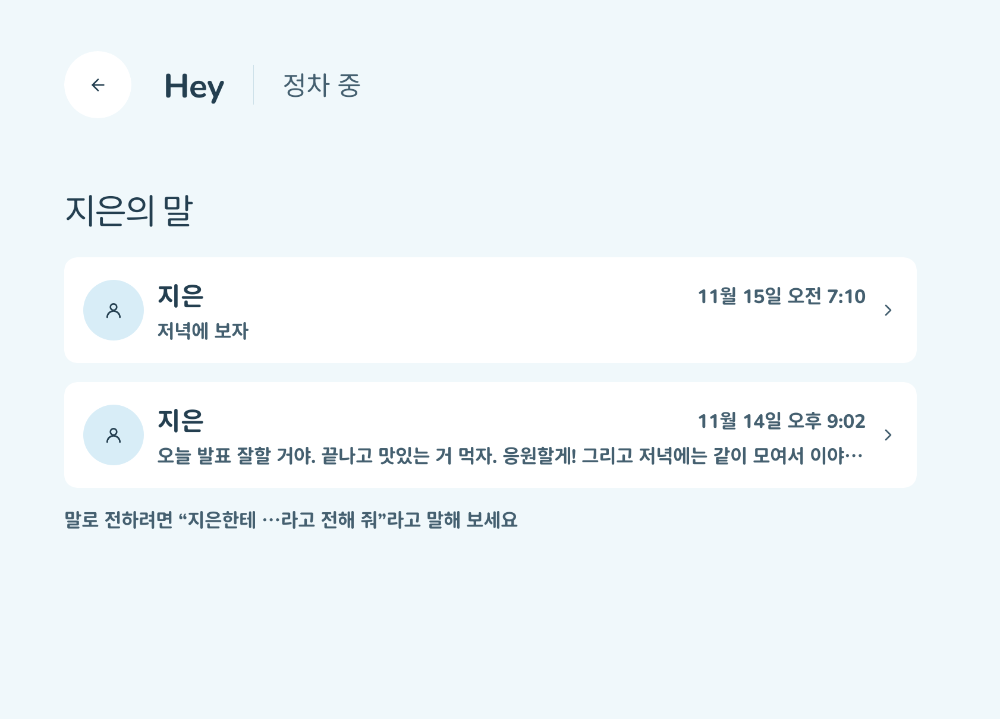 Hey
정차 중
지은의 말
지은
11월 15일 오전 7:10
저녁에 보자
지은
11월 14일 오후 9:02
오늘 발표 잘할 거야. 끝나고 맛있는 거 먹자. 응원할게! 그리고 저녁에는 같이 모여서 이야…
말로 전하려면 “지은한테 …라고 전해 줘”라고 말해 보세요